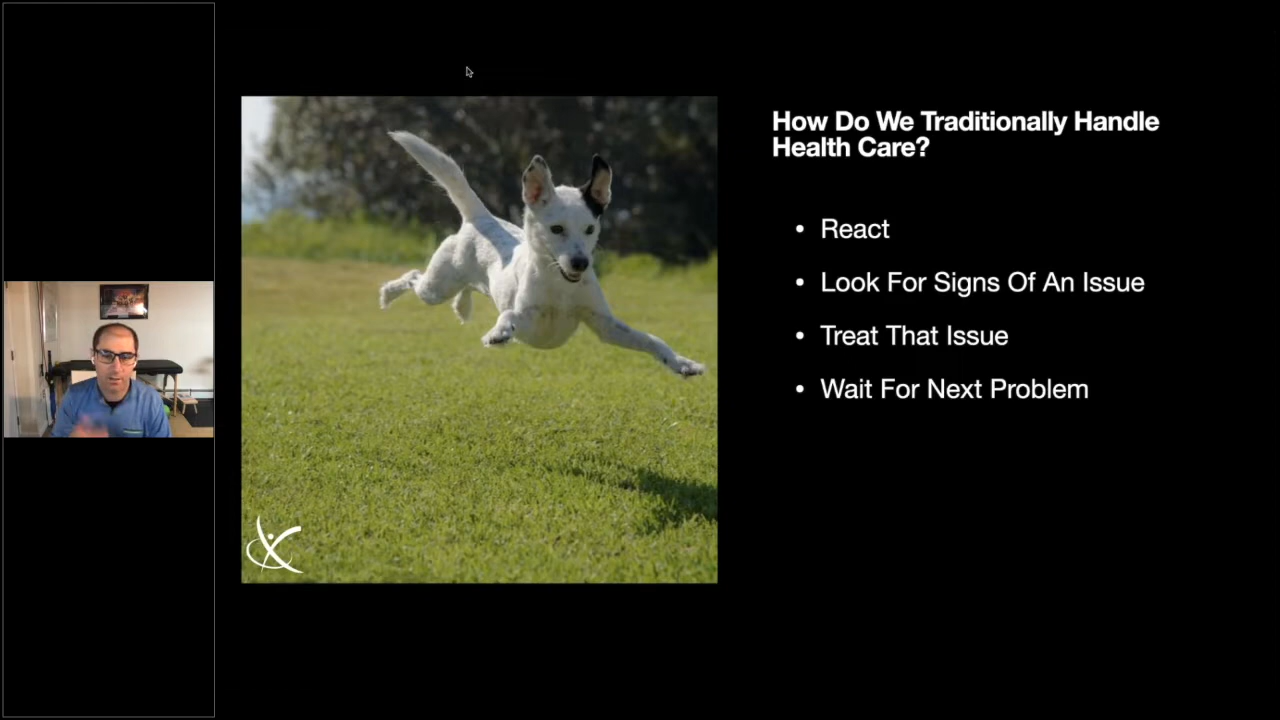 How Do We Traditionally Handle
Health Care?
• React
• Look For Signs Of An Issue
• Treat That Issue
• Wait For Next Problem